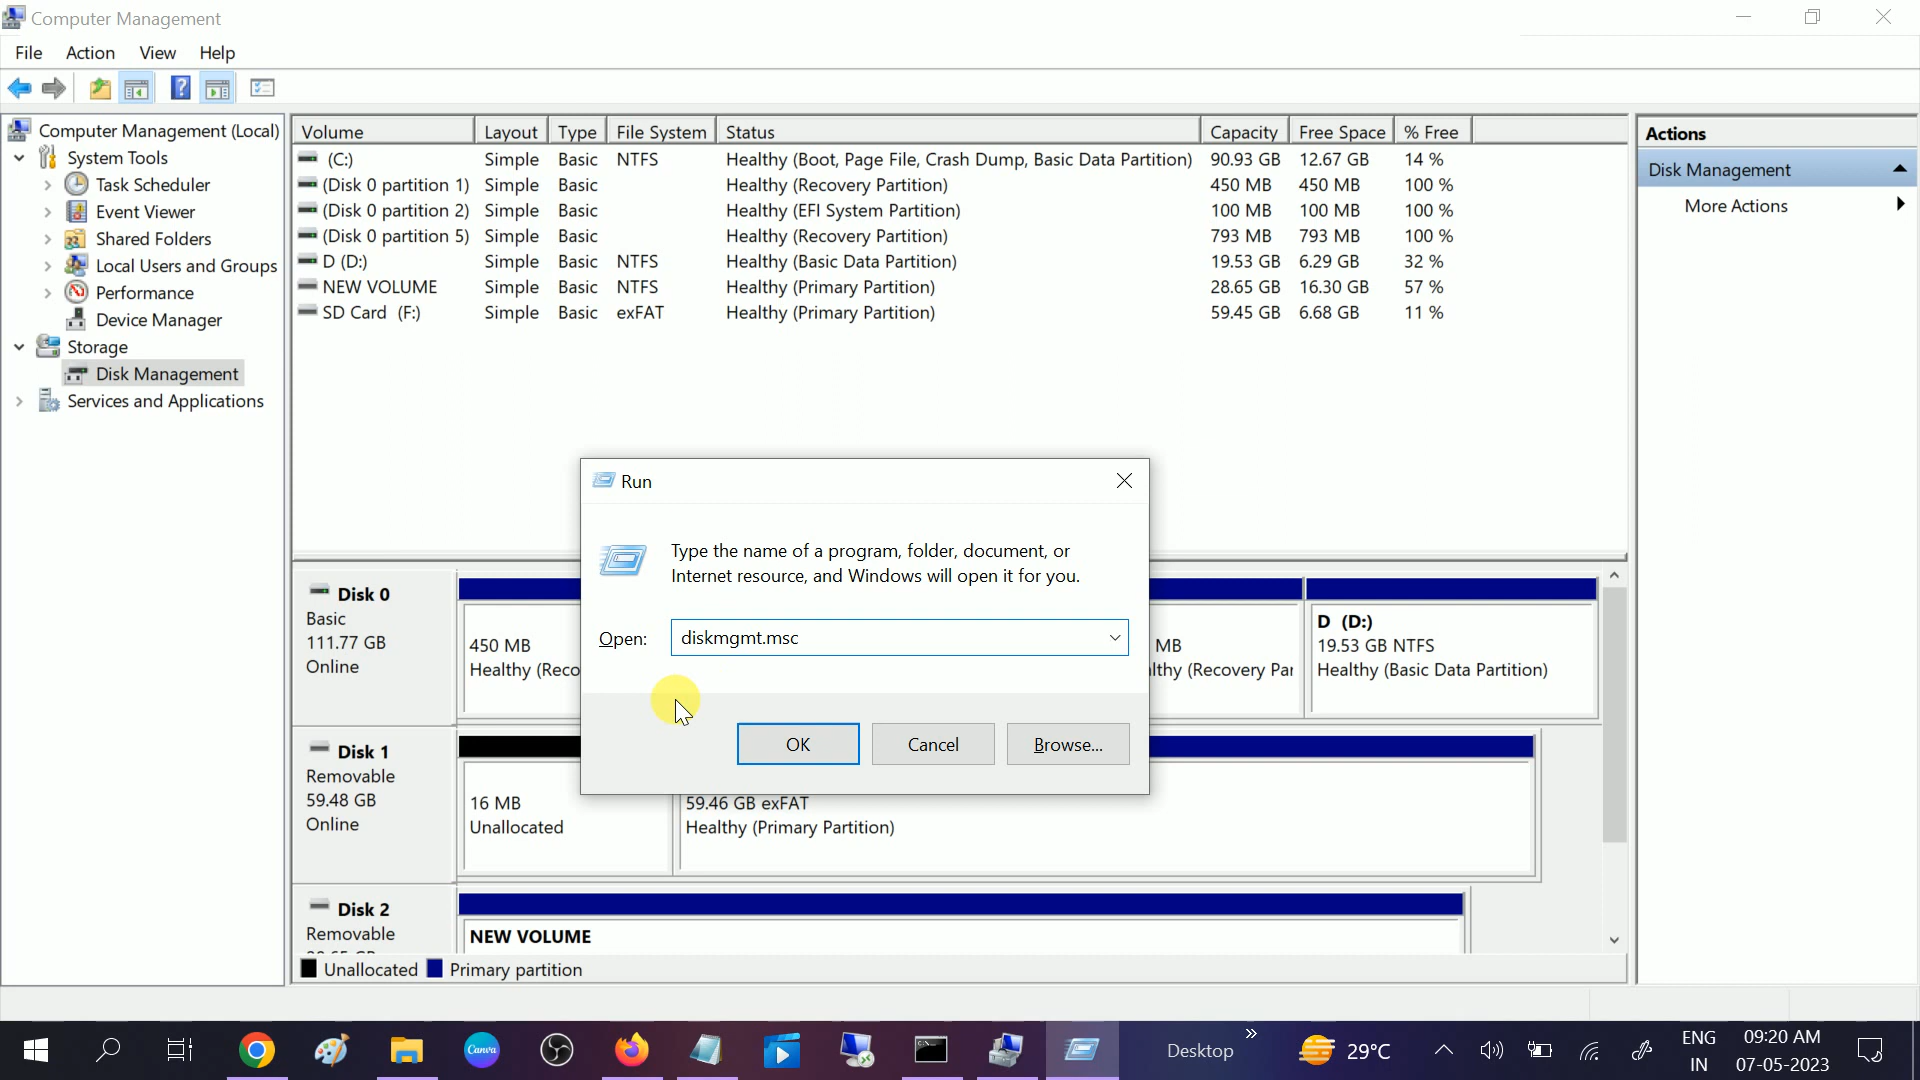 Computer Management
File Action View Help
Computer Management (Local)
System Tools
Task Scheduler
Event Viewer
Shared Folders
Local Users and Groups
Performance
Device Manager
Storage
Disk Management
Services and Applications
Volume Layout Type File System Status Capacity Free Space % Free
(C:) Simple Basic NTFS Healthy (Boot, Page File, Crash Dump, Basic Data Partition) 90.93 GB 12.67 GB 14 %
(Disk 0 partition 1) Simple Basic Healthy (Recovery Partition) 450 MB 450 MB 100 %
(Disk 0 partition 2) Simple Basic Healthy (EFI System Partition) 100 MB 100 MB 100 %
(Disk 0 partition 5) Simple Basic Healthy (Recovery Partition) 793 MB 793 MB 100 %
D (D:) Simple Basic NTFS Healthy (Basic Data Partition) 19.53 GB 6.29 GB 32 %
NEW VOLUME Simple Basic NTFS Healthy (Primary Partition) 28.65 GB 16.30 GB 57 %
SD Card (F:) Simple Basic exFAT Healthy (Primary Partition) 59.45 GB 6.68 GB 11 %
Actions
Disk Management
More Actions
Run
Type the name of a program, folder, document, or
Internet resource, and Windows will open it for you.
Open: diskmgmt.msc
OK Cancel Browse...
Disk 0
Basic
111.77 GB
Online
450 MB
Healthy (Reco
MB
lthy (Recovery Par
D (D:)
19.53 GB NTFS
Healthy (Basic Data Partition)
Disk 1
Removable
59.48 GB
Online
16 MB
Unallocated
59.46 GB exFAT
Healthy (Primary Partition)
Disk 2
Removable
NEW VOLUME
Unallocated Primary partition
Canva
Desktop
29°C
ENG
IN
09:20 AM
07-05-2023